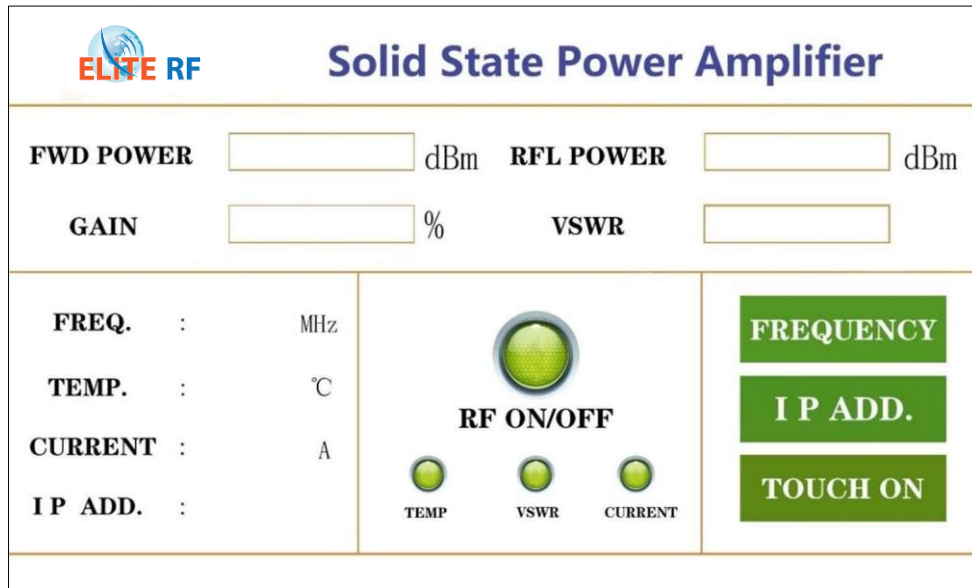 ELITE RF
Solid State Power Amplifier
FWD POWER dBm RFL POWER dBm
GAIN % VSWR
FREQ. : MHz
TEMP. : ℃
CURRENT : A
I P ADD. :
RF ON/OFF
TEMP VSWR CURRENT
FREQUENCY
I P ADD.
TOUCH ON